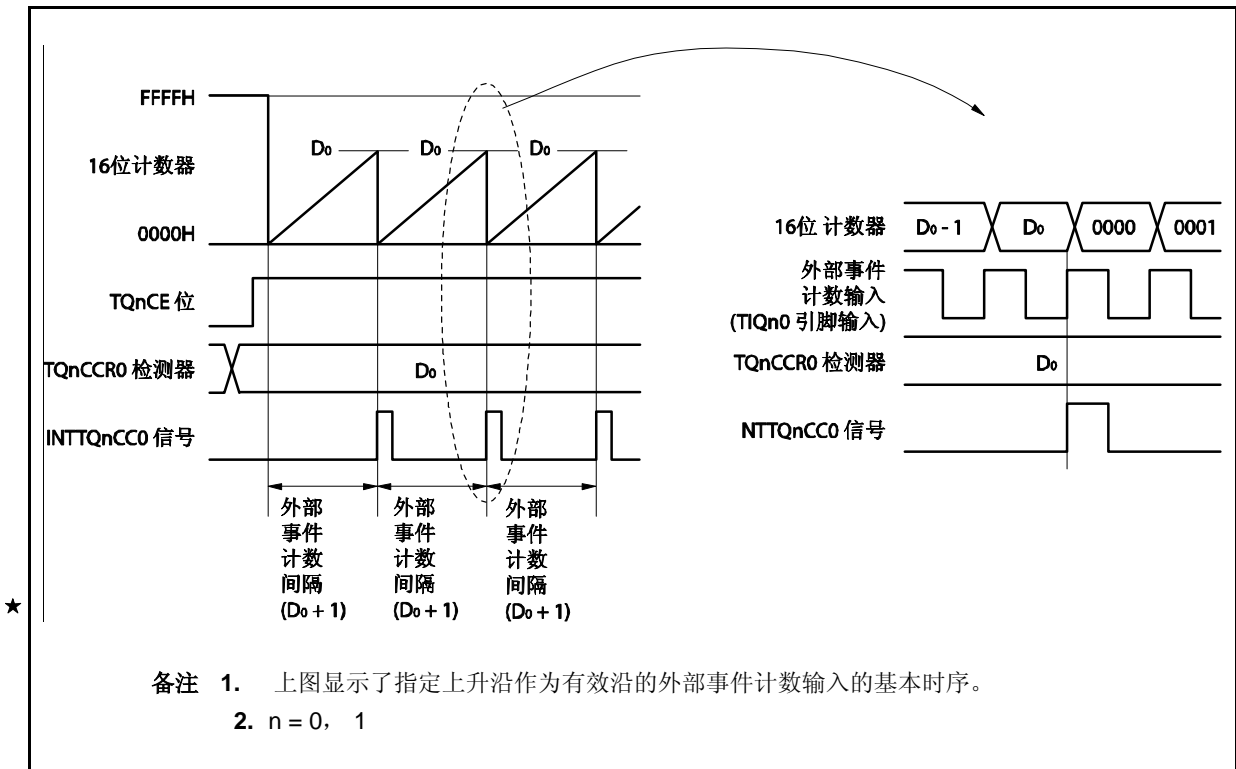 FFFFH
16位计数器
0000H
D0 D0 D0
TQnCE 位
TQnCCR0 检测器
D0
INTTQnCC0 信号
外部
事件
计数
间隔
(D0 + 1)
外部
事件
计数
间隔
(D0 + 1)
外部
事件
计数
间隔
(D0 + 1)
16位 计数器
D0 - 1 D0 0000 0001
外部事件
计数输入
(TIQn0 引脚输入)
TQnCCR0 检测器
D0
NTTQnCC0 信号
★
备注 1. 上图显示了指定上升沿作为有效沿的外部事件计数输入的基本时序。
2. n = 0， 1